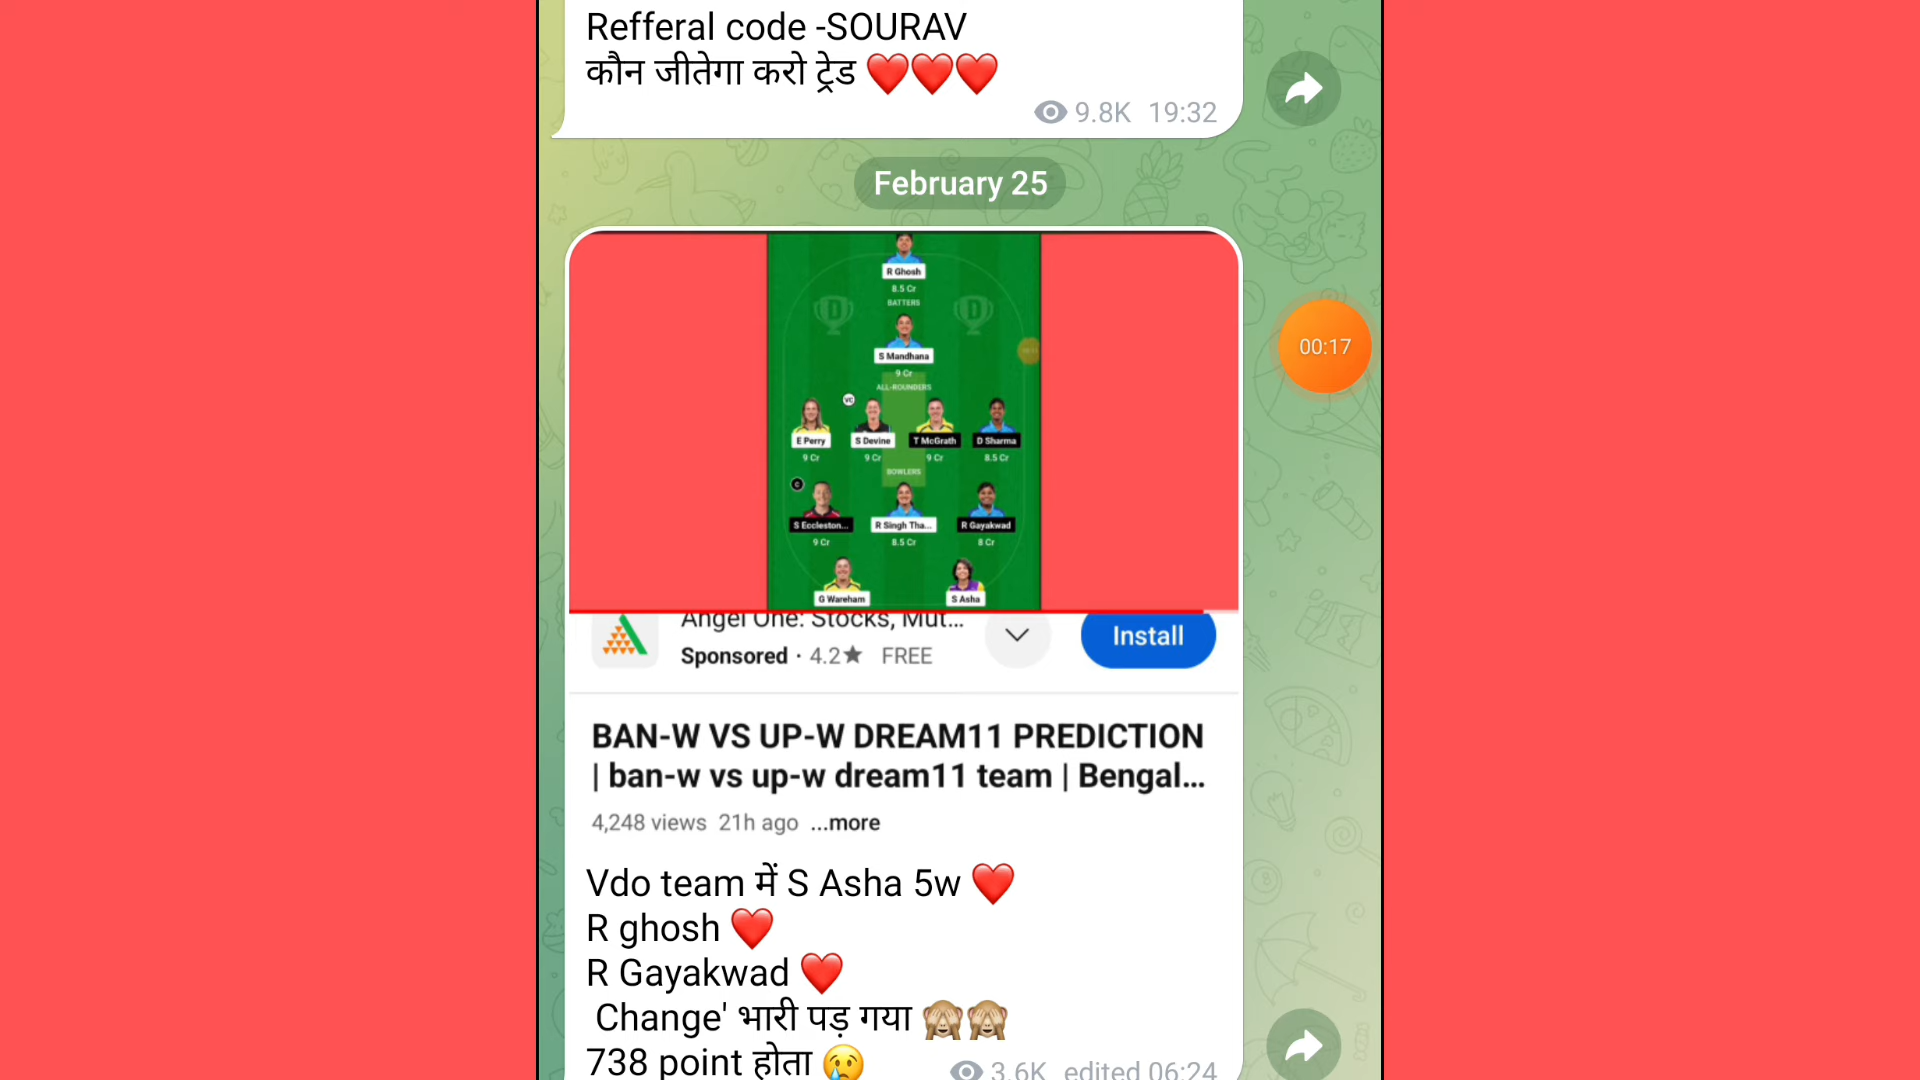 Refferal code -SOURAV
कौन जीतेगा करो ट्रेड ❤️❤️❤️
9.8K 19:32
February 25
00:17
R Ghosh
8.5 Cr
BATTERS
S Mandhana
9 Cr
ALL-ROUNDERS
VC
E Perry S Devine T McGrath D Sharma
9 Cr 9 Cr 9 Cr 8.5 Cr
BOWLERS
C
S Eccleston... R Singh Tha... R Gayakwad
9 Cr 8.5 Cr 8 Cr
G Wareham S Asha
Angel One: Stocks, Mut...
Sponsored · 4.2★ FREE
Install
BAN-W VS UP-W DREAM11 PREDICTION
| ban-w vs up-w dream11 team | Bengal...
4,248 views 21h ago ...more
Vdo team में S Asha 5w ❤️
R ghosh ❤️
R Gayakwad ❤️
Change' भारी पड़ गया 🙈🙈
738 point होता 😢
3.6K edited 06:24